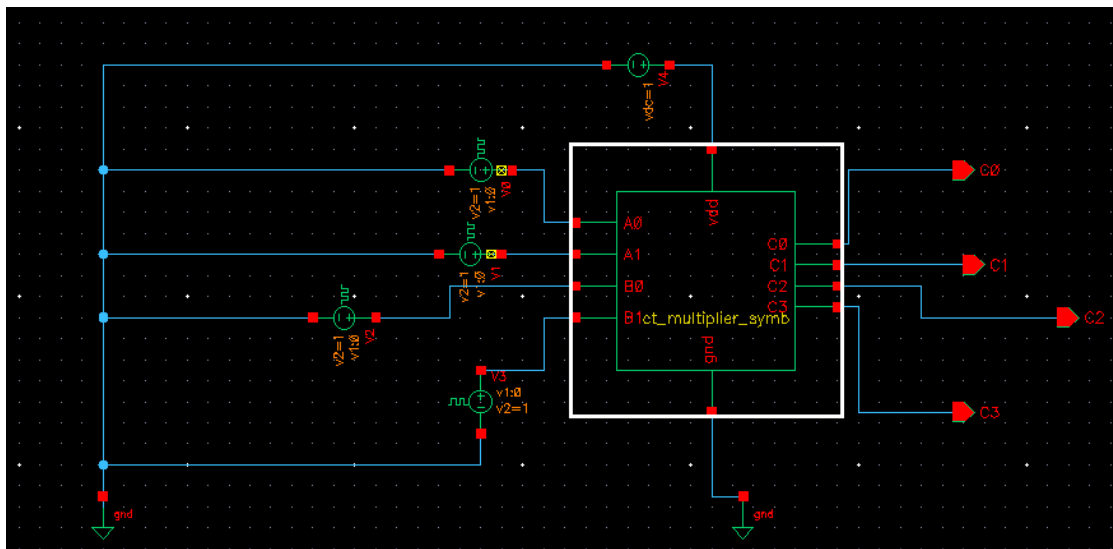 V4
vdc=1
V0
v2=1
v1:0
C0
vdd
A0
C0
V1
v2=1
v1:0
A1
C1
C1
B0
C2
V2
v2=1
v1:0
B1
C3
ct_multiplier_symb
C2
gnd
V3
v1:0
v2=1
C3
gnd
gnd